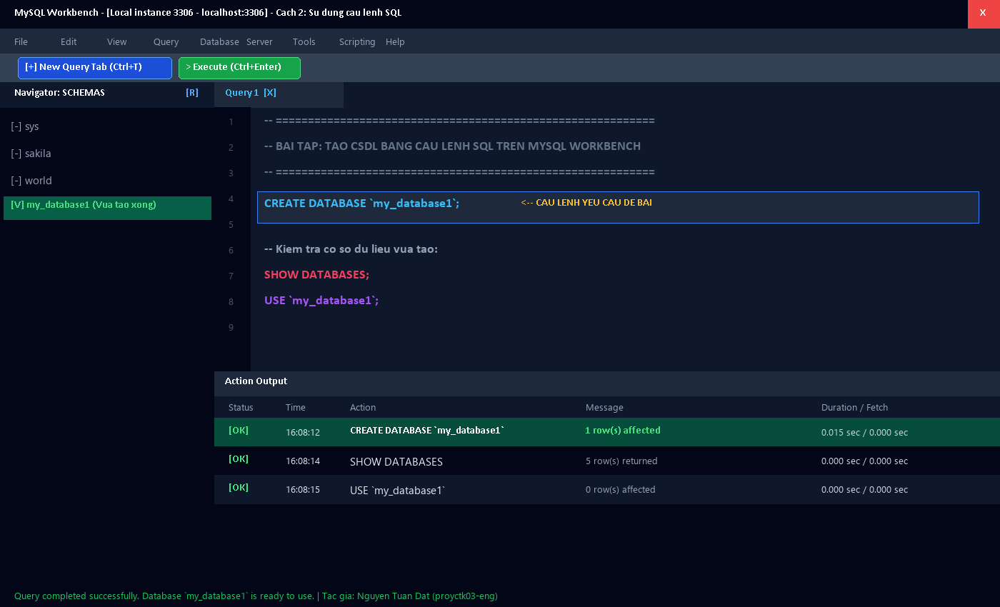 MySQL Workbench - [Local instance 3306 - localhost:3306] - Cach 2: Su dung cau lenh SQL
X
File Edit View Query Database Server Tools Scripting Help
[+] New Query Tab (Ctrl+T) > Execute (Ctrl+Enter)
Navigator: SCHEMAS [R]
[-] sys
[-] sakila
[-] world
[V] my_database1 (Vua tao xong)
Query 1 [X]
1 -- ===========================================================
2 -- BAI TAP: TAO CSDL BANG CAU LENH SQL TREN MYSQL WORKBENCH
3 -- ===========================================================
4 CREATE DATABASE `my_database1`; <-- CAU LENH YEU CAU DE BAI
5
6 -- Kiem tra co so du lieu vua tao:
7 SHOW DATABASES;
8 USE `my_database1`;
9
Action Output
Status Time Action Message Duration / Fetch
[OK] 16:08:12 CREATE DATABASE `my_database1` 1 row(s) affected 0.015 sec / 0.000 sec
[OK] 16:08:14 SHOW DATABASES 5 row(s) returned 0.000 sec / 0.000 sec
[OK] 16:08:15 USE `my_database1` 0 row(s) affected 0.000 sec / 0.000 sec
Query completed successfully. Database `my_database1` is ready to use. | Tac gia: Nguyen Tuan Dat (proyctk03-eng)